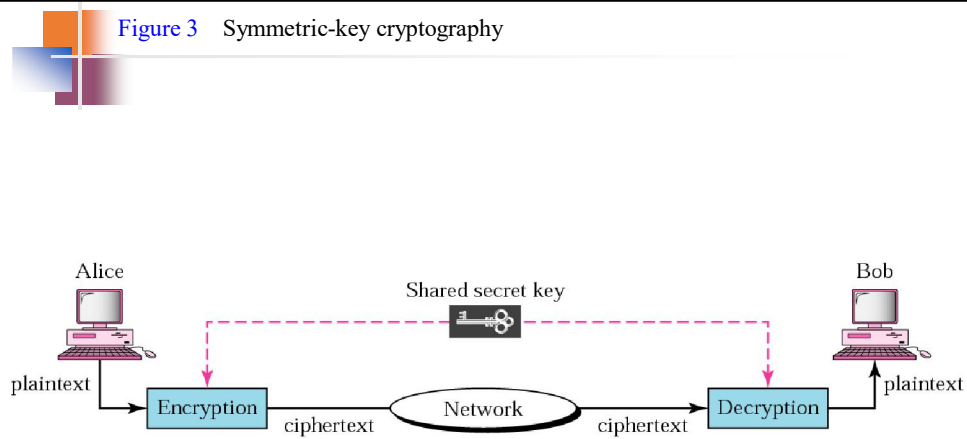 Figure 3 Symmetric-key cryptography
Alice
Bob
Shared secret key
plaintext
plaintext
Encryption
Network
Decryption
ciphertext
ciphertext